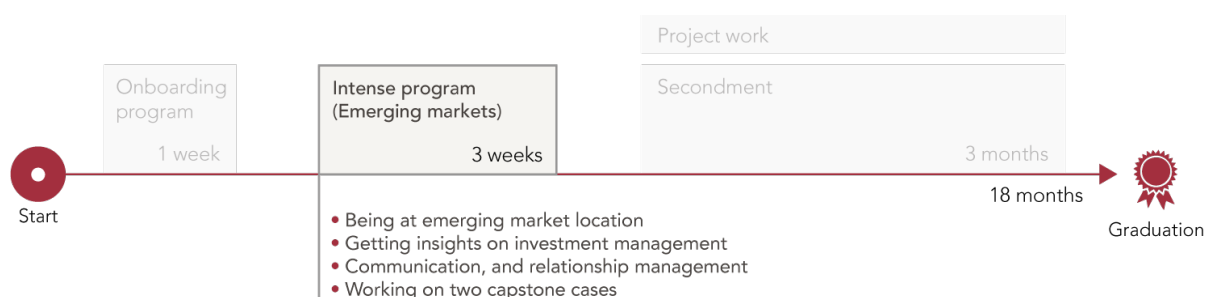 Project work
Onboarding
program
1 week
Intense program
(Emerging markets)
3 weeks
Secondment
3 months
18 months
Start
Graduation
• Being at emerging market location
• Getting insights on investment management
• Communication, and relationship management
• Working on two capstone cases